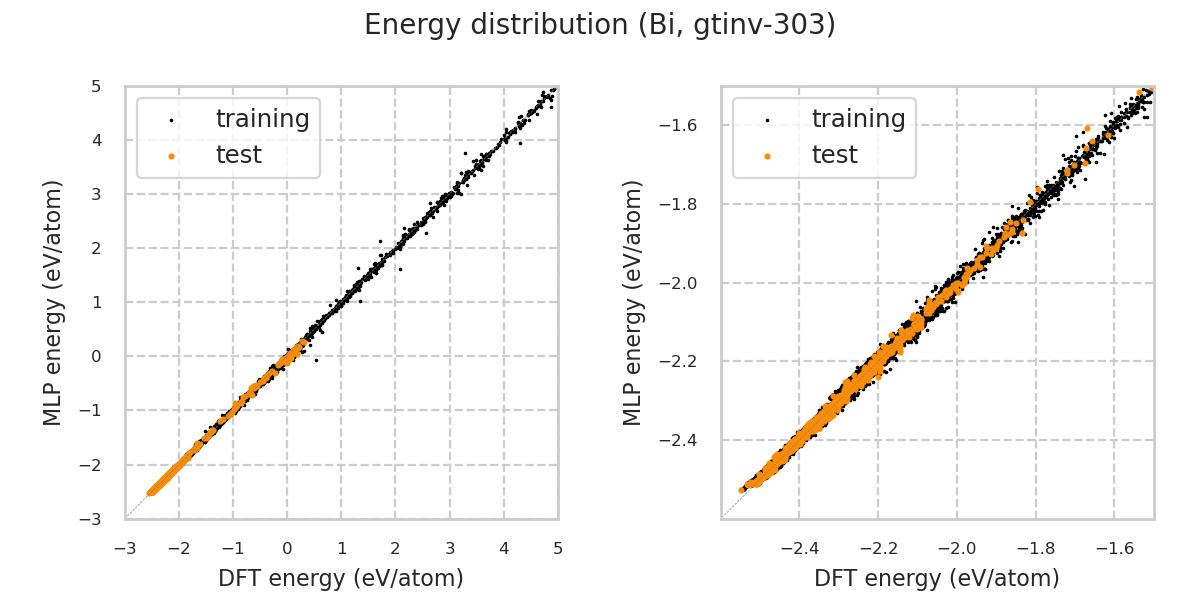 Energy distribution (Bi, gtinv-303)
training
test
5
4
3
2
1
0
−1
−2
−3
−3 −2 −1 0 1 2 3 4 5
MLP energy (eV/atom)
DFT energy (eV/atom)
training
test
−1.6
−1.8
−2.0
−2.2
−2.4
−2.4 −2.2 −2.0 −1.8 −1.6
MLP energy (eV/atom)
DFT energy (eV/atom)